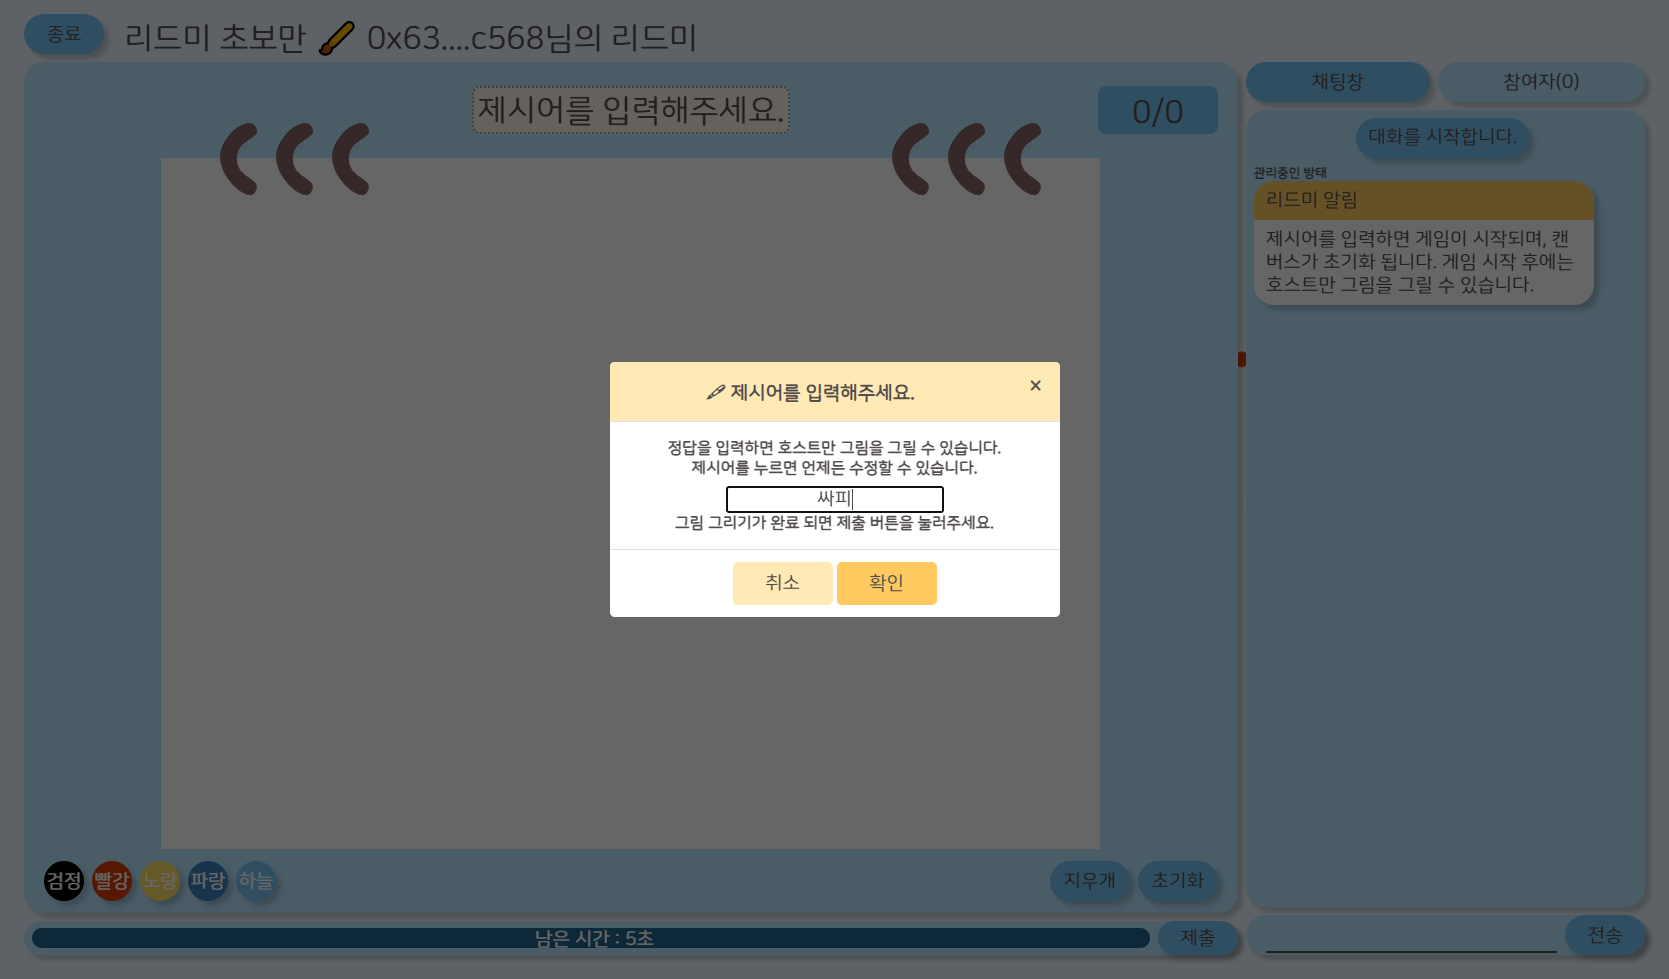 종료
리드미 초보만 🖌 0x63....c568님의 리드미
제시어를 입력해주세요.
0/0
채팅창
참여자(0)
대화를 시작합니다.
관리중인 방태
리드미 알림
제시어를 입력하면 게임이 시작되며, 캔
버스가 초기화 됩니다. 게임 시작 후에는
호스트만 그림을 그릴 수 있습니다.
제시어를 입력해주세요.
×
정답을 입력하면 호스트만 그림을 그릴 수 있습니다.
제시어를 누르면 언제든 수정할 수 있습니다.
싸피
그림 그리기가 완료 되면 제출 버튼을 눌러주세요.
취소
확인
검정
빨강
노랑
파랑
하늘
지우개
초기화
남은 시간 : 5초
제출
전송